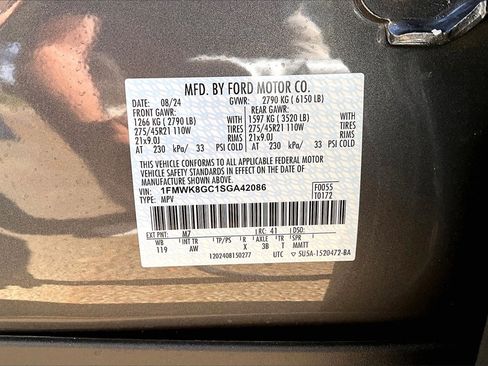 MFD. BY FORD MOTOR CO.
DATE: 08/24 GVWR: 2790 KG (6150 LB)
FRONT GAWR: REAR GAWR:
1266 KG (2790 LB) WITH 1597 KG (3520 LB) WITH
275/45R21 110W TIRES 275/45R21 110W TIRES
21x9.0J RIMS 21x9.0J RIMS
AT 230 kPa/ 33 PSI COLD AT 230 kPa/ 33 PSI COLD
THIS VEHICLE CONFORMS TO ALL APPLICABLE FEDERAL MOTOR
VEHICLE SAFETY STANDARDS IN EFFECT ON THE DATE OF
MANUFACTURE SHOWN ABOVE.
VIN: 1FMWK8GC1SGA42086 F0055
TYPE: MPV T0172
EXT PNT: M7 RC: 41 DSO:
WB BRK INT TR TP/PS R AXLE TR SPR
119 AW X 3B T MMTT
1202408150277 UTC ▽ 5U5A-1520472-BA